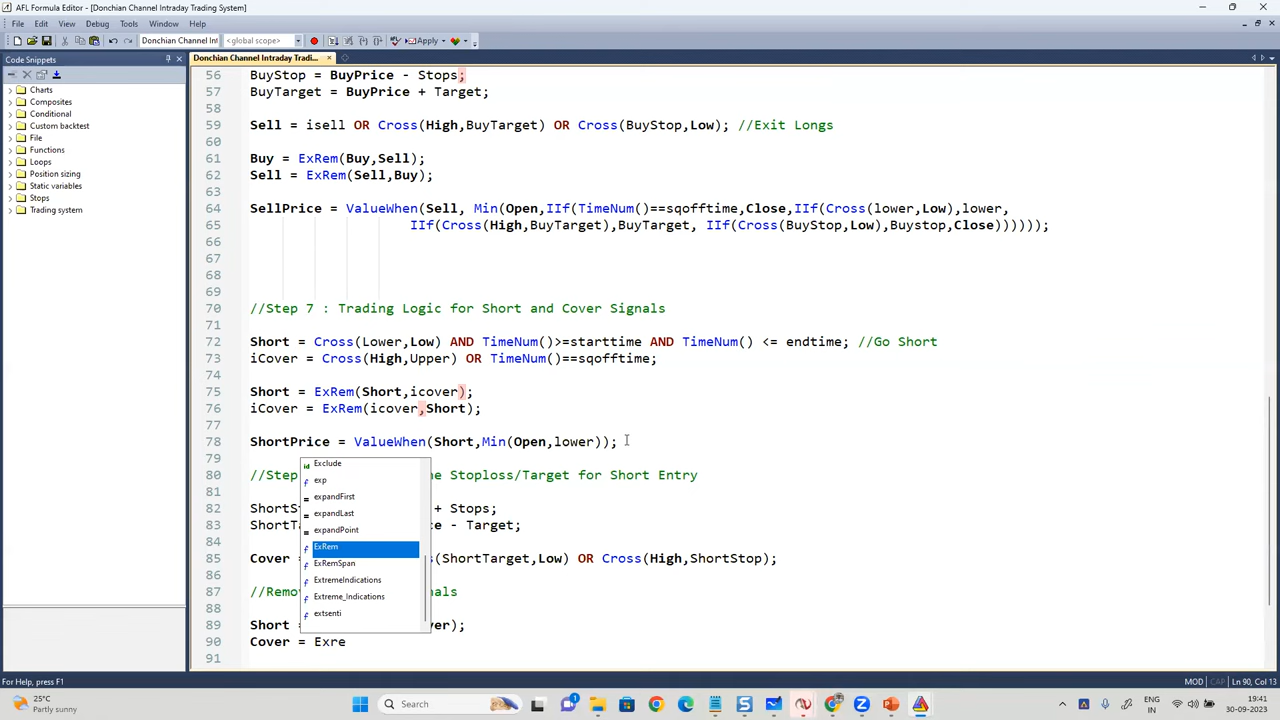 AFL Formula Editor - [Donchian Channel Intraday Trading System]
File Edit View Debug Tools Window Help
Donchian Channel Int <global scope> Apply
Code Snippets
Donchian Channel Intraday Tradi...
Charts
Composites
Conditional
Custom backtest
File
Functions
Loops
Position sizing
Static variables
Stops
Trading system
56 BuyStop = BuyPrice - Stops;
57 BuyTarget = BuyPrice + Target;
58
59 Sell = isell OR Cross(High,BuyTarget) OR Cross(BuyStop,Low); //Exit Longs
60
61 Buy = ExRem(Buy,Sell);
62 Sell = ExRem(Sell,Buy);
63
64 SellPrice = ValueWhen(Sell, Min(Open,IIf(TimeNum()==sqofftime,Close,IIf(Cross(lower,Low),lower,
65 IIf(Cross(High,BuyTarget),BuyTarget, IIf(Cross(BuyStop,Low),Buystop,Close))))));
66
67
68
69
70 //Step 7 : Trading Logic for Short and Cover Signals
71
72 Short = Cross(Lower,Low) AND TimeNum()>=starttime AND TimeNum() <= endtime; //Go Short
73 iCover = Cross(High,Upper) OR TimeNum()==sqofftime;
74
75 Short = ExRem(Short,icover);
76 iCover = ExRem(icover,Short);
77
78 ShortPrice = ValueWhen(Short,Min(Open,lower));
79
80 //Step e Stoploss/Target for Short Entry
81
82 ShortS + Stops;
83 ShortTa e - Target;
84
85 Cover = s(ShortTarget,Low) OR Cross(High,ShortStop);
86
87 //Remo nals
88
89 Short = ver);
90 Cover = Exre
91
Exclude
exp
expandFirst
expandLast
expandPoint
ExRem
ExRemSpan
ExtremeIndications
Extreme_Indications
extsenti
For Help, press F1 MOD CAP Ln 90, Col 13
25°C
Partly sunny
Search
ENG
IN
19:41
30-09-2023